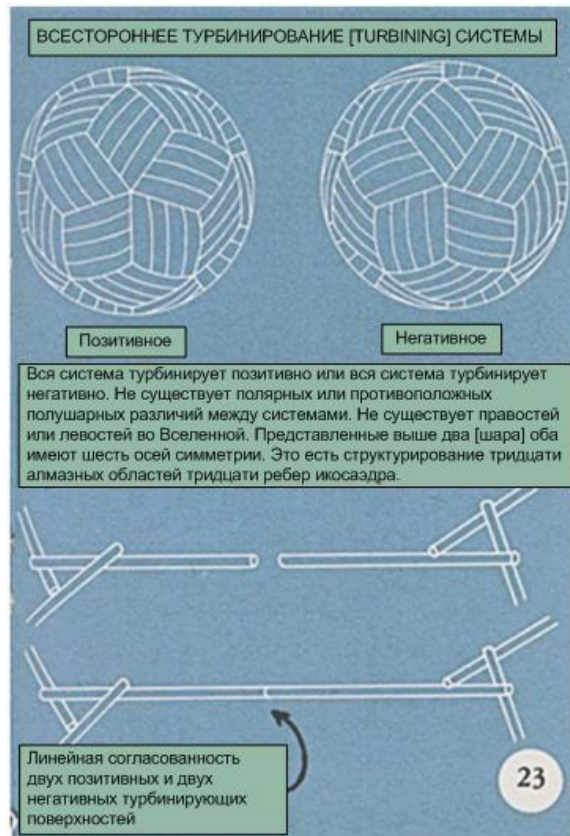 ВСЕСТОРОННЕЕ ТУРБИНИРОВАНИЕ [TURBINING] СИСТЕМЫ
Позитивное
Негативное
Вся система турбинирует позитивно или вся система турбинирует
негативно. Не существует полярных или противоположных
полушарных различий между системами. Не существует правостей
или левостей во Вселенной. Представленные выше два [шара] оба
имеют шесть осей симметрии. Это есть структурирование тридцати
алмазных областей тридцати ребер икосаэдра.
Линейная согласованность
двух позитивных и двух
негативных турбинирующих
поверхностей
23